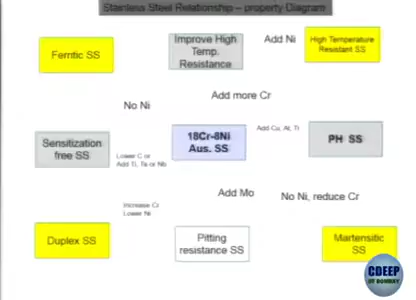 Stainless Steel Relationship – property Diagram
Ferritic SS
Improve High
Temp.
Resistance
Add Ni
High Temperature
Resistant SS
No Ni
Add more Cr
Sensitization
free SS
Lower C or
Add Ti, Ta or Nb
18Cr-8Ni
Aus. SS
Add Cu, Al, Ti
PH SS
Increase Cr
Lower Ni
Add Mo
No Ni, reduce Cr
Duplex SS
Pitting
resistance SS
Martensitic
SS
CDEEP
IIT BOMBAY